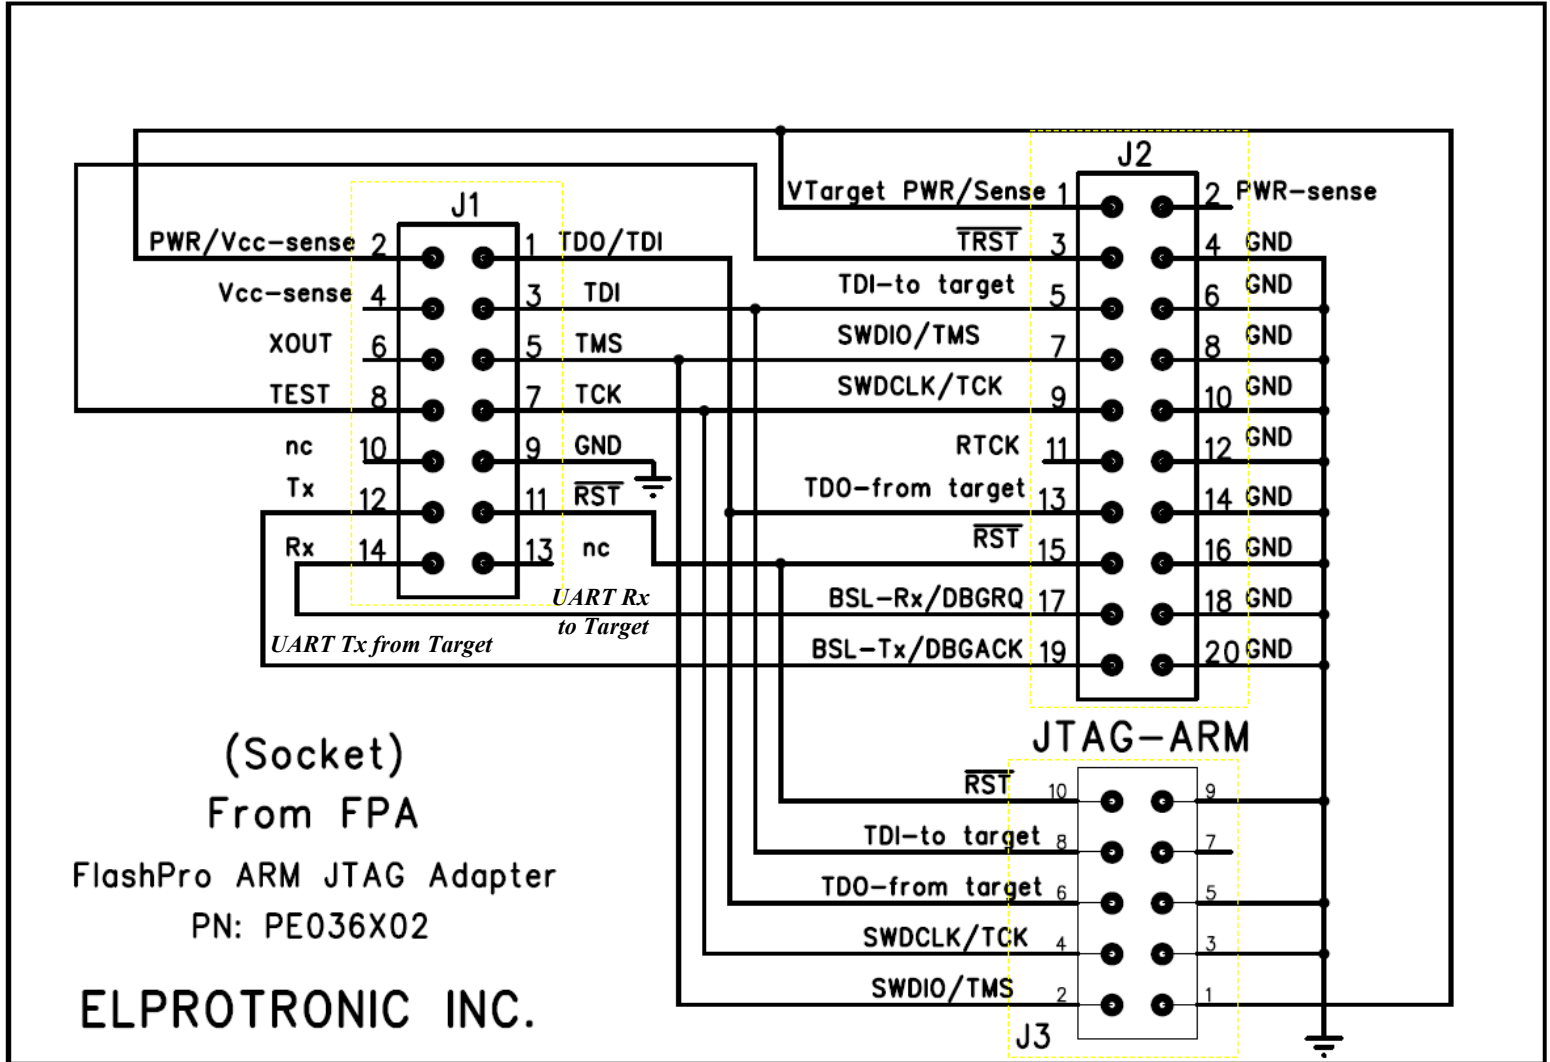 J2
VTarget PWR/Sense 1 2 PWR-sense
J1
PWR/Vcc-sense 2 1 TDO/TDI
TRST 3 4 GND
Vcc-sense 4 3 TDI
TDI-to target 5 6 GND
XOUT 6 5 TMS
SWDIO/TMS 7 8 GND
TEST 8 7 TCK
SWDCLK/TCK 9 10 GND
nc 10 9 GND
RTCK 11 12 GND
Tx 12 11 RST
TDO-from target 13 14 GND
Rx 14 13 nc
RST 15 16 GND
UART Rx
to Target
BSL-Rx/DBGRQ 17 18 GND
UART Tx from Target
BSL-Tx/DBGACK 19 20 GND
JTAG-ARM
RST 10 9
TDI-to target 8 7
TDO-from target 6 5
SWDCLK/TCK 4 3
SWDIO/TMS 2 1
J3
(Socket)
From FPA
FlashPro ARM JTAG Adapter
PN: PE036X02
ELPROTRONIC INC.